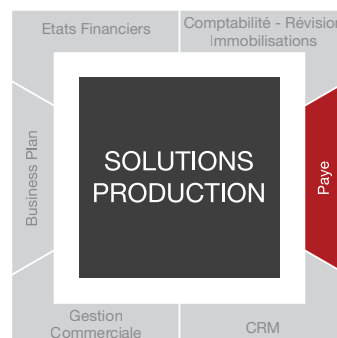 Etats Financiers
Comptabilité - Révision
Immobilisations
Business Plan
SOLUTIONS
PRODUCTION
Paye
Gestion
Commerciale
CRM